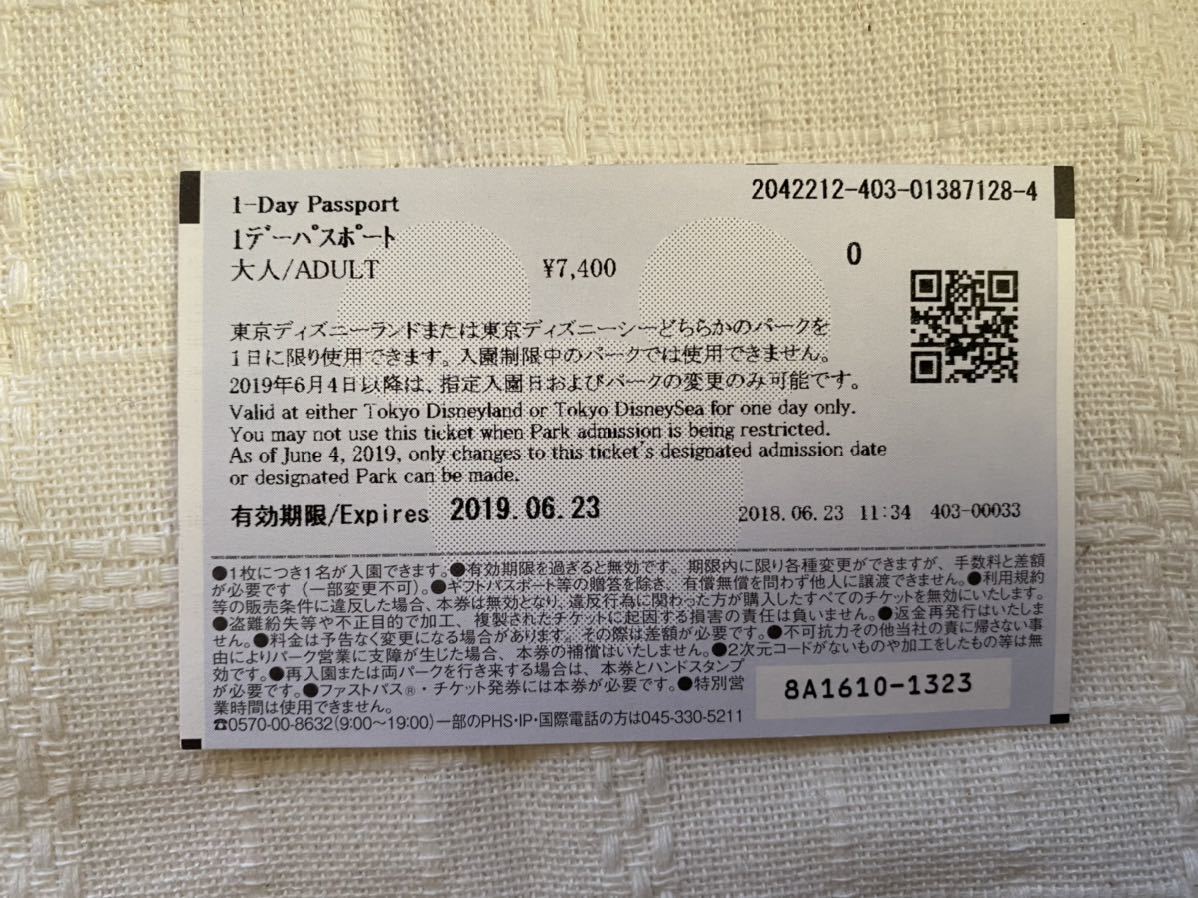 2042212-403-01387128-4
1-Day Passport
1デーパスポート
大人/ADULT ¥7,400 0
東京ディズニーランドまたは東京ディズニーシーどちらかのパークを
1日に限り使用できます。入園制限中のパークでは使用できません。
2019年6月4日以降は、指定入園日およびパークの変更のみ可能です。
Valid at either Tokyo Disneyland or Tokyo DisneySea for one day only.
You may not use this ticket when Park admission is being restricted.
As of June 4, 2019, only changes to this ticket's designated admission date
or designated Park can be made.
有効期限/Expires 2019.06.23 2018.06.23 11:34 403-00033
●1枚につき1名が入園できます。●有効期限を過ぎると無効です。期限内に限り各種変更ができますが、手数料と差額
が必要です（一部変更不可）。●ギフトパスポート等の贈答を除き、有償無償を問わず他人に譲渡できません。●利用規約
等の販売条件に違反した場合、本券は無効となり、違反行為に関わった方が購入したすべてのチケットを無効にいたします。
●盗難紛失等や不正目的で加工、複製されたチケットに起因する損害の責任は負いません。●返金再発行はいたしま
せん。●料金は予告なく変更になる場合があります。その際は差額が必要です。●不可抗力その他当社の責に帰さない事
由によりパーク営業に支障が生じた場合、本券の補償はいたしません。●2次元コードがないものや加工をしたもの等は無
効です。●再入園または両パークを行き来する場合は、本券とハンドスタンプ
が必要です。●ファストパス®・チケット発券には本券が必要です。●特別営
業時間は使用できません。
☎0570-00-8632(9:00〜19:00)一部のPHS・IP・国際電話の方は045-330-5211
8A1610-1323